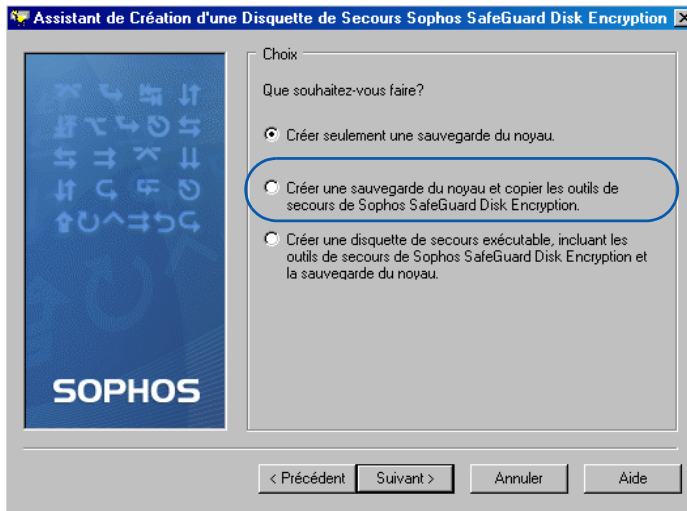 Assistant de Création d'une Disquette de Secours Sophos SafeGuard Disk Encryption
Choix
Que souhaitez-vous faire?
Créer seulement une sauvegarde du noyau.
Créer une sauvegarde du noyau et copier les outils de
secours de Sophos SafeGuard Disk Encryption.
Créer une disquette de secours exécutable, incluant les
outils de secours de Sophos SafeGuard Disk Encryption et
la sauvegarde du noyau.
SOPHOS
< Précédent
Suivant >
Annuler
Aide